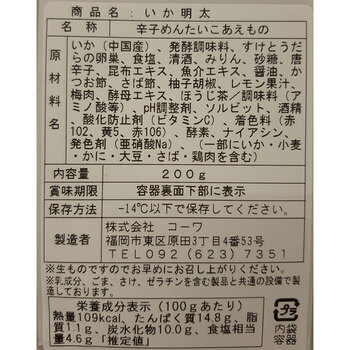 商品名：いか明太
名称 辛子めんたいこあえもの
原材料名 いか（中国産）、発酵調味料、すけとうだ
らの卵巣、食塩、清酒、みりん、砂糖、唐
辛子、昆布エキス、魚介エキス、醤油、か
つお節、さば節、柚子胡椒、レモン果汁、
梅肉、酵母エキス、ほうじ茶／調味料（ア
ミノ酸等）、pH調整剤、ソルビット、酒精
、酸化防止剤（ビタミンC）、着色料（赤
102、黄5、赤106）、酵素、ナイアシン、
発色剤（亜硝酸Na）、（一部にいか・小麦
・かに・大豆・さば・鶏肉を含む）
内容量 200g
賞味期限 容器裏面下部に表示
保存方法 -14℃以下で保存してください。
製造者 株式会社 コーワ
福岡市東区原田3丁目4番53号
TEL092（623）7351
※生ものですのでお早めにお召し上がりください。
※乳成分、ごま、さけ、ゼラチンを含む製品と共通の設備で製造しています。
栄養成分表示（100gあたり）
熱量109kcal、たんぱく質14.8g、脂
質1.1g、炭水化物10.0g、食塩相当
量4.6g「推定値」
プラ
内袋
容器